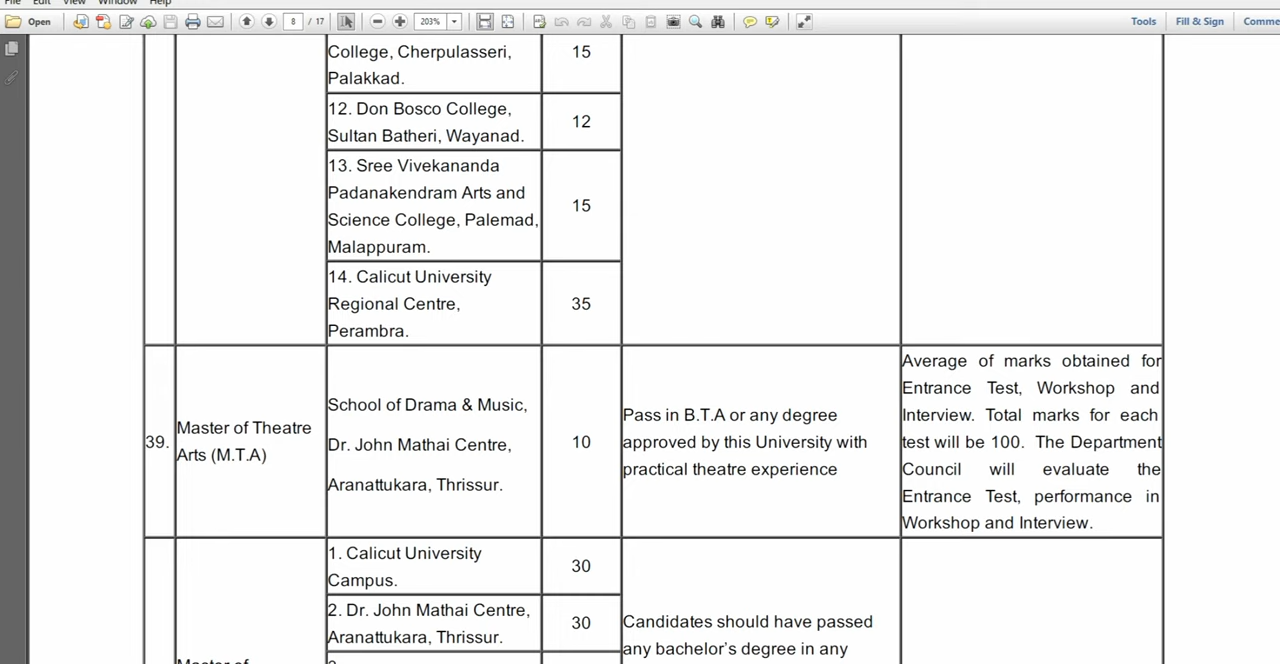 File Edit View Window Help
Open 8 / 17 203% Tools Fill & Sign
College, Cherpulasseri,
Palakkad.
15
12. Don Bosco College,
Sultan Batheri, Wayanad.
12
13. Sree Vivekananda
Padanakendram Arts and
Science College, Palemad,
Malappuram.
15
14. Calicut University
Regional Centre,
Perambra.
35
39.
Master of Theatre
Arts (M.T.A)
School of Drama & Music,
Dr. John Mathai Centre,
Aranattukara, Thrissur.
10
Pass in B.T.A or any degree
approved by this University with
practical theatre experience
Average of marks obtained for
Entrance Test, Workshop and
Interview. Total marks for each
test will be 100. The Department
Council will evaluate the
Entrance Test, performance in
Workshop and Interview.
Master of
1. Calicut University
Campus.
30
2. Dr. John Mathai Centre,
Aranattukara, Thrissur.
30
Candidates should have passed
any bachelor's degree in any